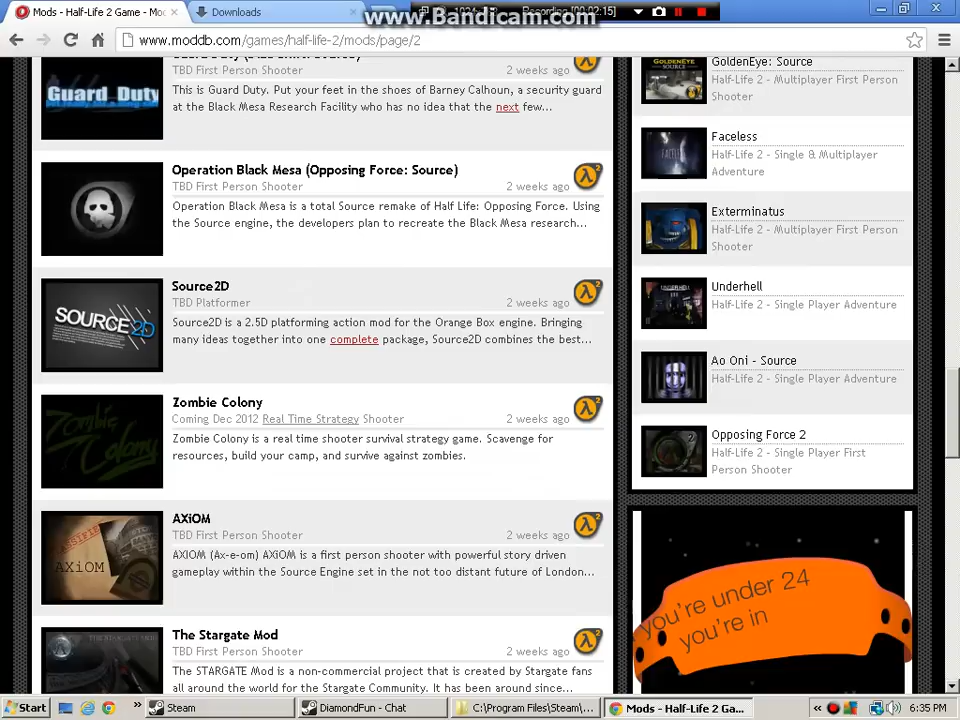 Mods - Half-Life 2 Game - Mo
Downloads
www.Bandicam.com
Recording [00:02:15]
www.moddb.com/games/half-life-2/mods/page/2
TBD First Person Shooter
2 weeks ago
This is Guard Duty. Put your feet in the shoes of Barney Calhoun, a security guard
at the Black Mesa Research Facility who has no idea that the next few...
Guard Duty
Operation Black Mesa (Opposing Force: Source)
TBD First Person Shooter
2 weeks ago
Operation Black Mesa is a total Source remake of Half Life: Opposing Force. Using
the Source engine, the developers plan to recreate the Black Mesa research...
Source2D
TBD Platformer
2 weeks ago
Source2D is a 2.5D platforming action mod for the Orange Box engine. Bringing
many ideas together into one complete package, Source2D combines the best...
SOURCE2D
Zombie Colony
Coming Dec 2012 Real Time Strategy Shooter
2 weeks ago
Zombie Colony is a real time shooter survival strategy game. Scavenge for
resources, build your camp, and survive against zombies.
Zombie
Colony
AXiOM
TBD First Person Shooter
2 weeks ago
AXiOM (Ax-e-om) AXiOM is a first person shooter with powerful story driven
gameplay within the Source Engine set in the not too distant future of London...
AXiOM
The Stargate Mod
TBD First Person Shooter
2 weeks ago
The STARGATE Mod is a non-commercial project that is created by Stargate fans
all around the world for the Stargate Community. It has been around since...
GoldenEye: Source
Half-Life 2 - Multiplayer First Person
Shooter
GOLDENEYE
SOURCE
Faceless
Half-Life 2 - Single & Multiplayer
Adventure
Exterminatus
Half-Life 2 - Multiplayer First Person
Shooter
Underhell
Half-Life 2 - Single Player Adventure
Ao Oni - Source
Half-Life 2 - Single Player Adventure
Opposing Force 2
Half-Life 2 - Single Player First
Person Shooter
you're under 24
you're in
Start
Steam
DiamondFun - Chat
C:\Program Files\Steam\...
Mods - Half-Life 2 Ga...
6:35 PM